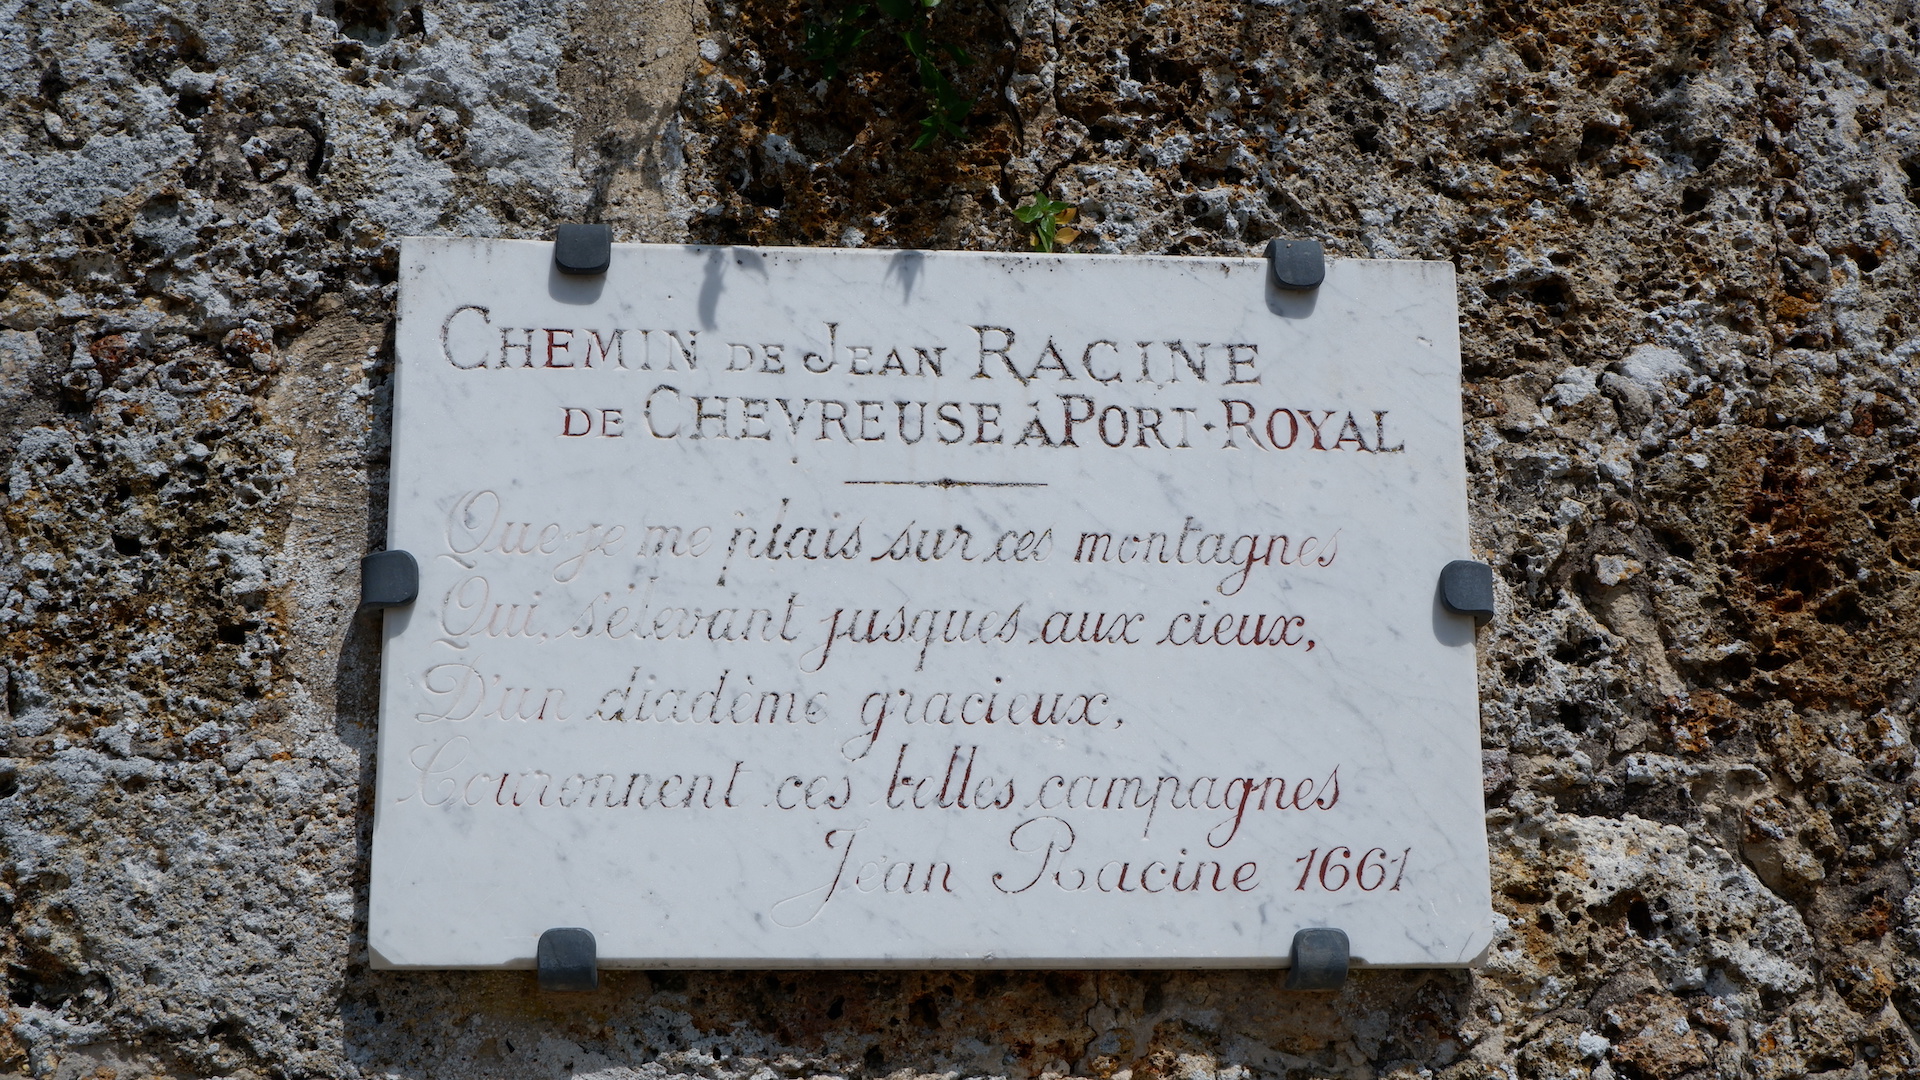 CHEMIN DE JEAN RACINE
DE CHEVREUSE À PORT-ROYAL
Que je me plais sur ces montagnes
Qui, s'élevant jusques aux cieux,
D'un diadème gracieux,
Couronnent ces belles campagnes
Jean Racine 1661